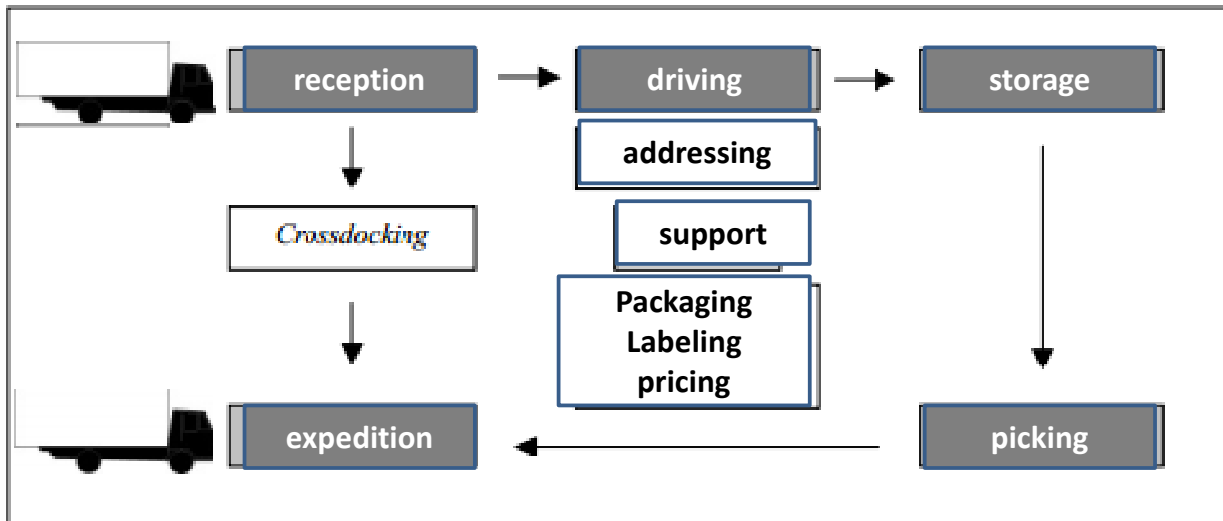 reception
driving
storage
addressing
Crossdocking
support
Packaging
Labeling
pricing
expedition
picking